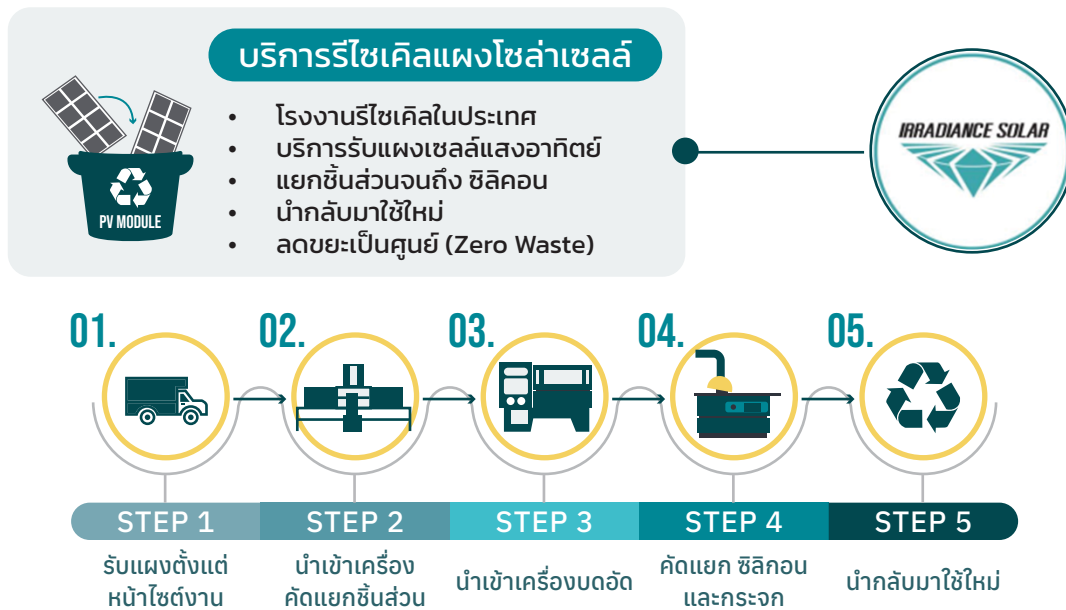 บริการรีไซเคิลแผงโซล่าเซลล์
• โรงงานรีไซเคิลในประเทศ
• บริการรับแผงเซลล์แสงอาทิตย์
• แยกชิ้นส่วนจนถึง ซิลิคอน
• นำกลับมาใช้ใหม่
• ลดขยะเป็นศูนย์ (Zero Waste)
PV MODULE
IRRADIANCE SOLAR
01.
02.
03.
04.
05.
STEP 1
STEP 2
STEP 3
STEP 4
STEP 5
รับแผงตั้งแต่
หน้าไซต์งาน
นำเข้าเครื่อง
คัดแยกชิ้นส่วน
นำเข้าเครื่องบดอัด
คัดแยก ซิลิกอน
และกระจก
นำกลับมาใช้ใหม่